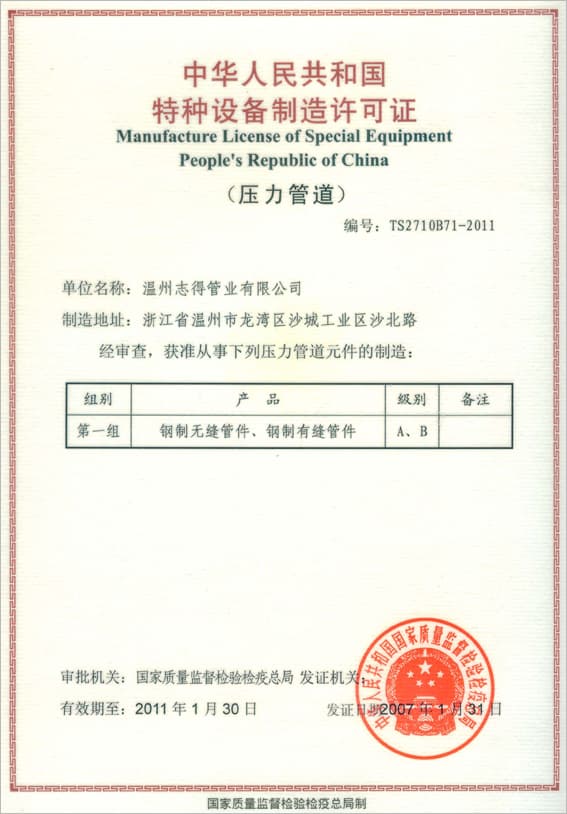 中华人民共和国
特种设备制造许可证
Manufacture License of Special Equipment
People's Republic of China
（压力管道）
编号：TS2710B71-2011
单位名称：温州志得管业有限公司
制造地址：浙江省温州市龙湾区沙城工业区沙北路
经审查，获准从事下列压力管道元件的制造：
组别 产 品 级别 备注
第一组 钢制无缝管件、钢制有缝管件 A、B
中华人民共和国国家质量监督检验检疫总局
审批机关：国家质量监督检验检疫总局 发证机关：
有效期至：2011 年 1 月 30 日 发证日期2007 年 1 月 31 日
国家质量监督检验检疫总局制